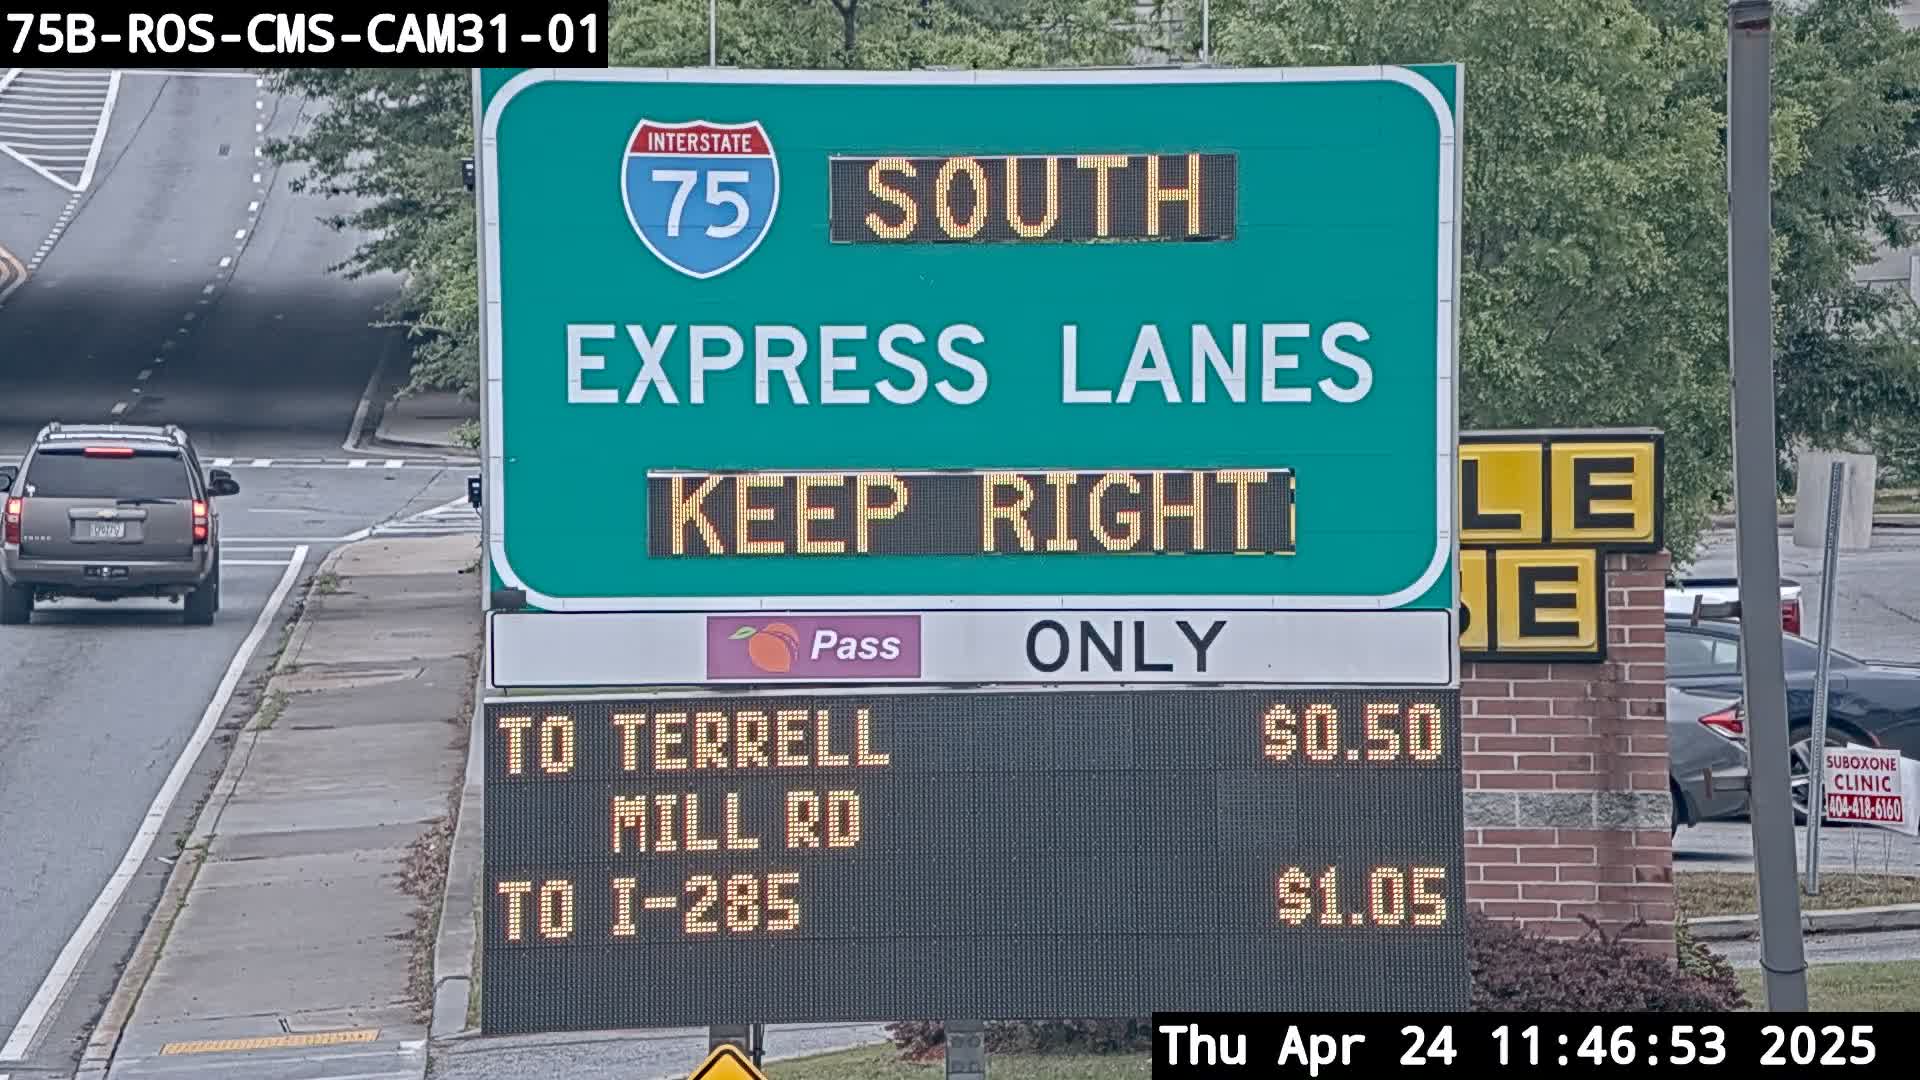 75B-ROS-CMS-CAM31-01
INTERSTATE
75
SOUTH
EXPRESS LANES
KEEP RIGHT
Pass ONLY
TO TERRELL $0.50
MILL RD
TO I-285 $1.05
LE
E
SUBOXONE
CLINIC
404-418-6160
Thu Apr 24 11:46:53 2025